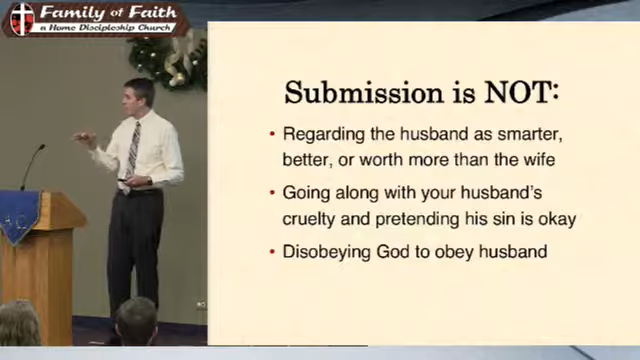 Family of Faith
a Home Discipleship Church
Submission is NOT:
• Regarding the husband as smarter,
better, or worth more than the wife
• Going along with your husband's
cruelty and pretending his sin is okay
• Disobeying God to obey husband